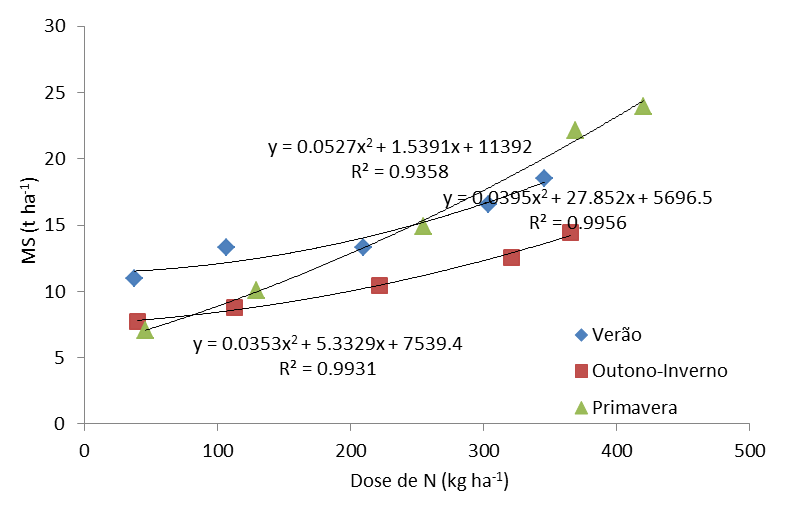 30
25
20
15
10
5
0
MS (t ha⁻¹)
y = 0.0527x² + 1.5391x + 11392
R² = 0.9358
y = 0.0395x² + 27.852x + 5696.5
R² = 0.9956
y = 0.0353x² + 5.3329x + 7539.4
R² = 0.9931
Verão
Outono-Inverno
Primavera
0 100 200 300 400 500
Dose de N (kg ha⁻¹)